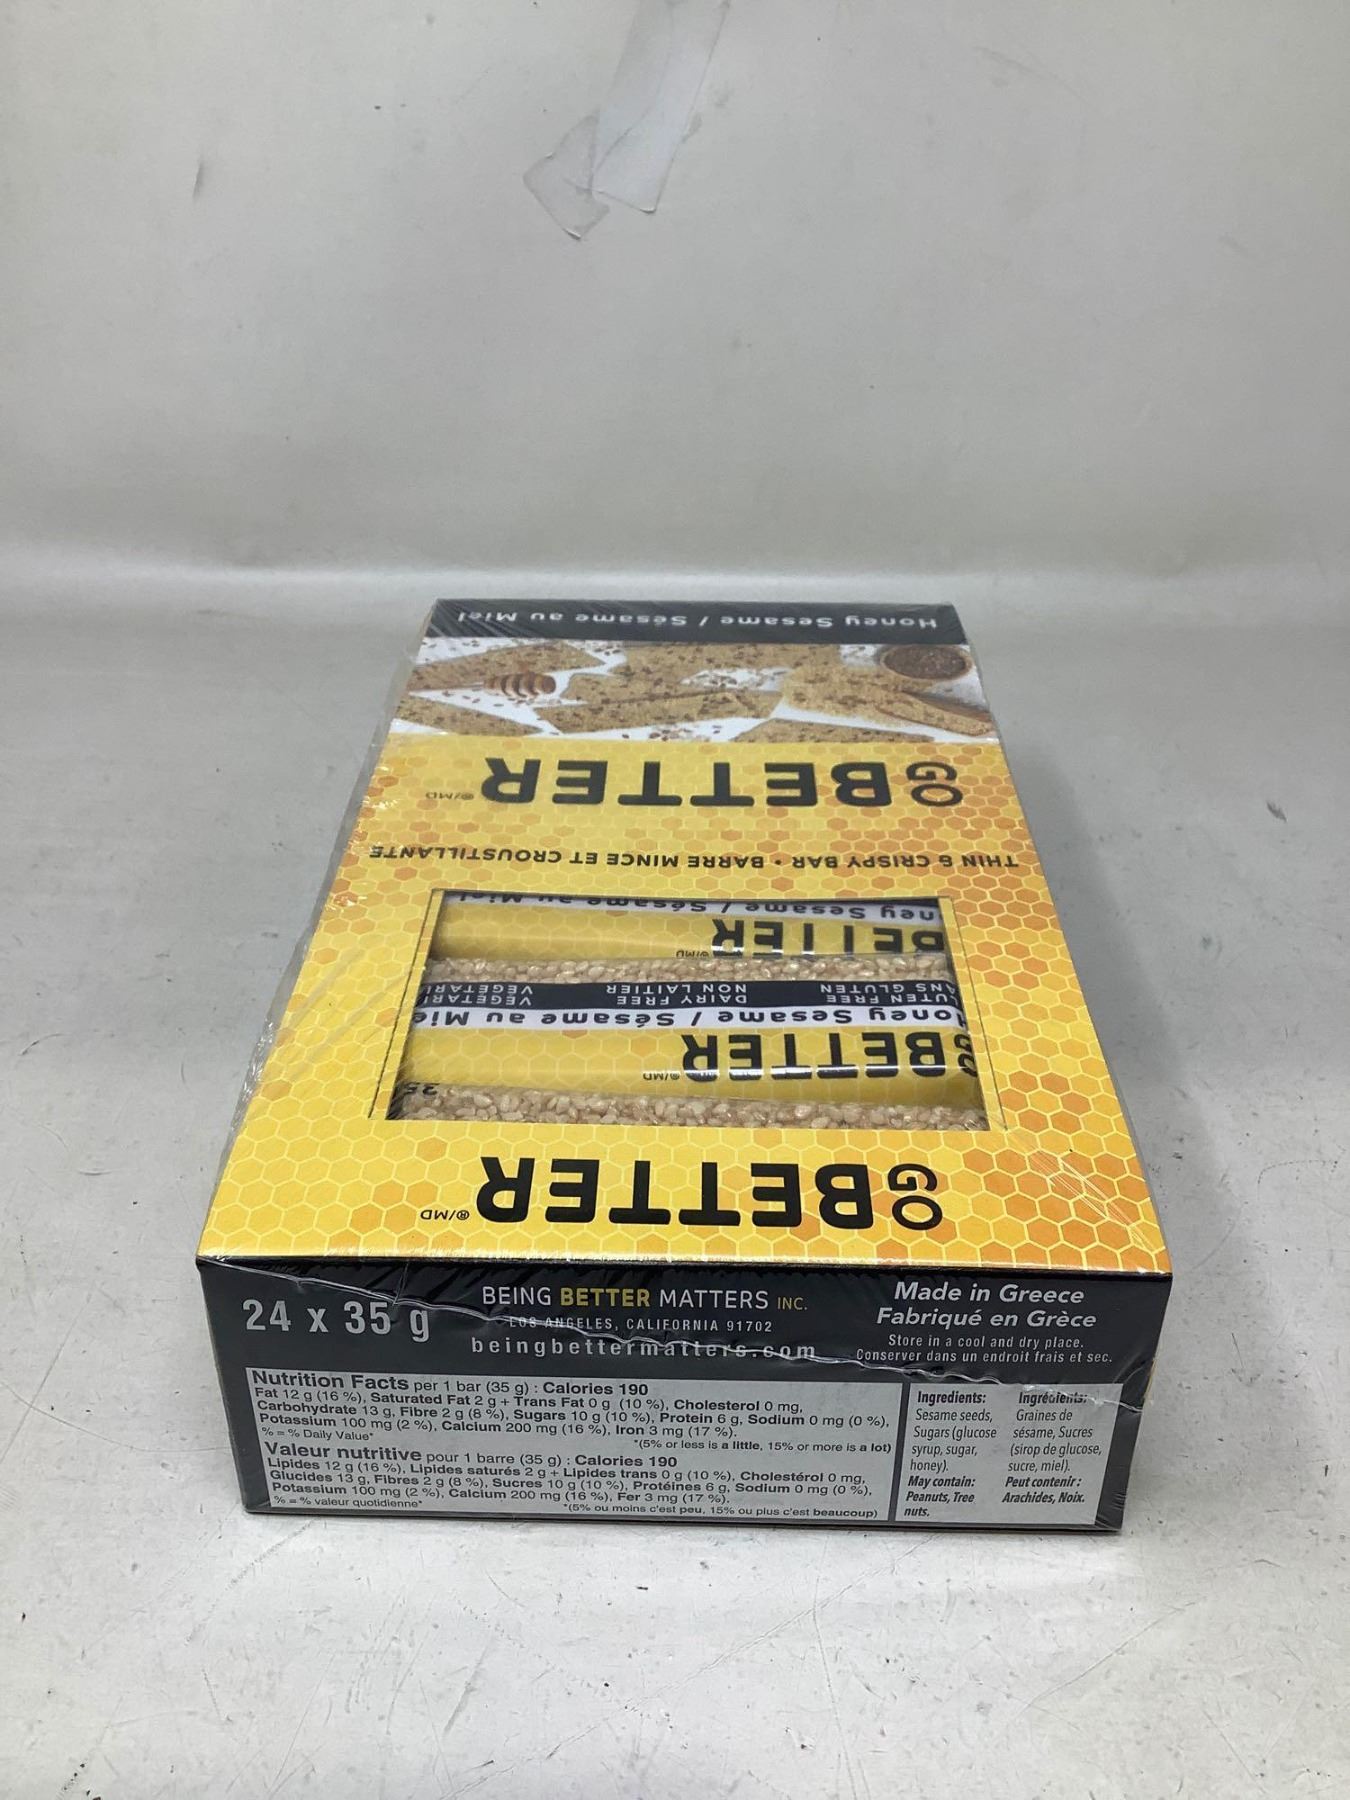 Honey Sesame / Sésame au Miel
GO BETTER ®/MD
THIN & CRISPY BAR • BARRE MINCE ET CROUSTILLANTE
oney Sesame / Sésame au Miel
BETTER ®/MD
LUTEN FREE DAIRY FREE VEGETARI
ANS GLUTEN NON LAITIER VÉGÉTARI
Honey Sesame / Sésame au Mie
GO BETTER ®/MD
35
GO BETTER ®/MD
24 x 35 g
BEING BETTER MATTERS INC.
LOS ANGELES, CALIFORNIA 91702
beingbettermatters.com
Made in Greece
Fabriqué en Grèce
Store in a cool and dry place.
Conserver dans un endroit frais et sec.
Nutrition Facts per 1 bar (35 g) : Calories 190
Fat 12 g (16 %), Saturated Fat 2 g + Trans Fat 0 g (10 %), Cholesterol 0 mg,
Carbohydrate 13 g, Fibre 2 g (8 %), Sugars 10 g (10 %), Protein 6 g, Sodium 0 mg (0 %),
Potassium 100 mg (2 %), Calcium 200 mg (16 %), Iron 3 mg (17 %).
% = % Daily Value* *(5% or less is a little, 15% or more is a lot)
Valeur nutritive pour 1 barre (35 g) : Calories 190
Lipides 12 g (16 %), Lipides saturés 2 g + Lipides trans 0 g (10 %), Cholestérol 0 mg,
Glucides 13 g, Fibres 2 g (8 %), Sucres 10 g (10 %), Protéines 6 g, Sodium 0 mg (0 %),
Potassium 100 mg (2 %), Calcium 200 mg (16 %), Fer 3 mg (17 %).
% = % valeur quotidienne* *(5% ou moins c'est peu, 15% ou plus c'est beaucoup)
Ingredients:
Sesame seeds,
Sugars (glucose
syrup, sugar,
honey).
May contain:
Peanuts, Tree
nuts.
Ingrédients:
Graines de
sésame, Sucres
(sirop de glucose,
sucre, miel).
Peut contenir :
Arachides, Noix.